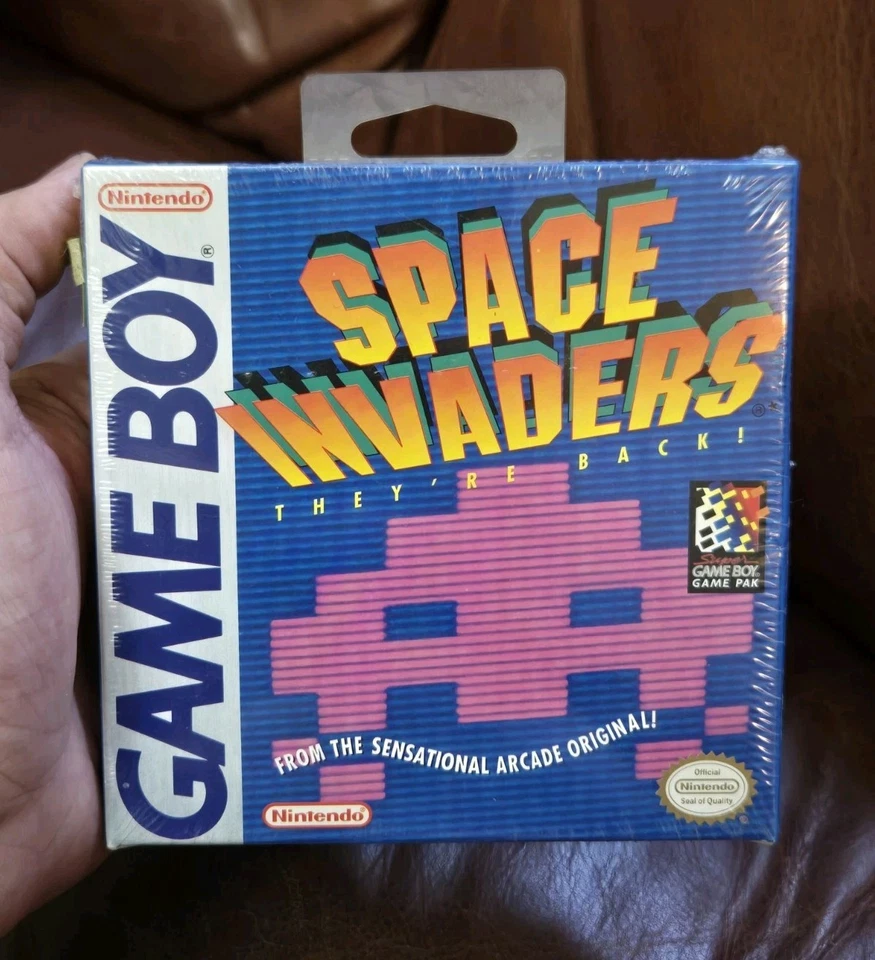 Nintendo®
GAME BOY®
SPACE
INVADERS®
THEY'RE BACK!
Super
GAME BOY
GAME PAK
FROM THE SENSATIONAL ARCADE ORIGINAL!
Nintendo
Official
Nintendo
Seal of Quality